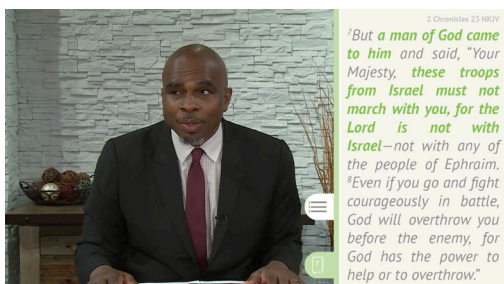 2 Chronicles 25 NKJV
7But a man of God came
to him and said, “Your
Majesty, these troops
from Israel must not
march with you, for the
Lord is not with
Israel—not with any of
the people of Ephraim.
8Even if you go and fight
courageously in battle,
God will overthrow you
before the enemy, for
God has the power to
help or to overthrow.”